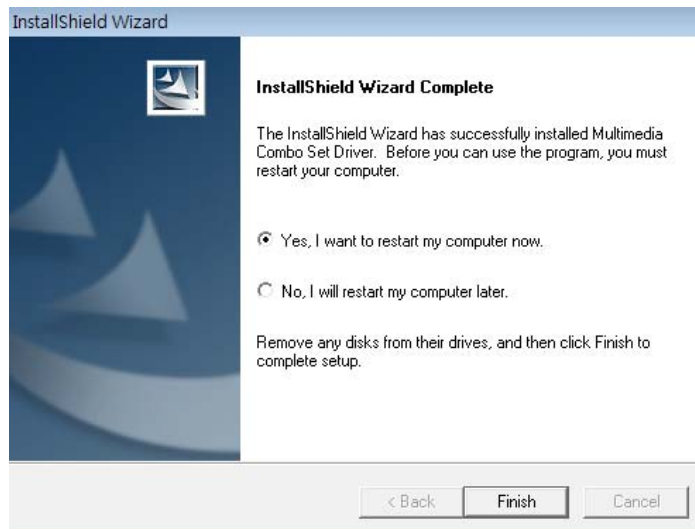 InstallShield Wizard
InstallShield Wizard Complete
The InstallShield Wizard has successfully installed Multimedia
Combo Set Driver. Before you can use the program, you must
restart your computer.
Yes, I want to restart my computer now.
No, I will restart my computer later.
Remove any disks from their drives, and then click Finish to
complete setup.
< Back Finish Cancel